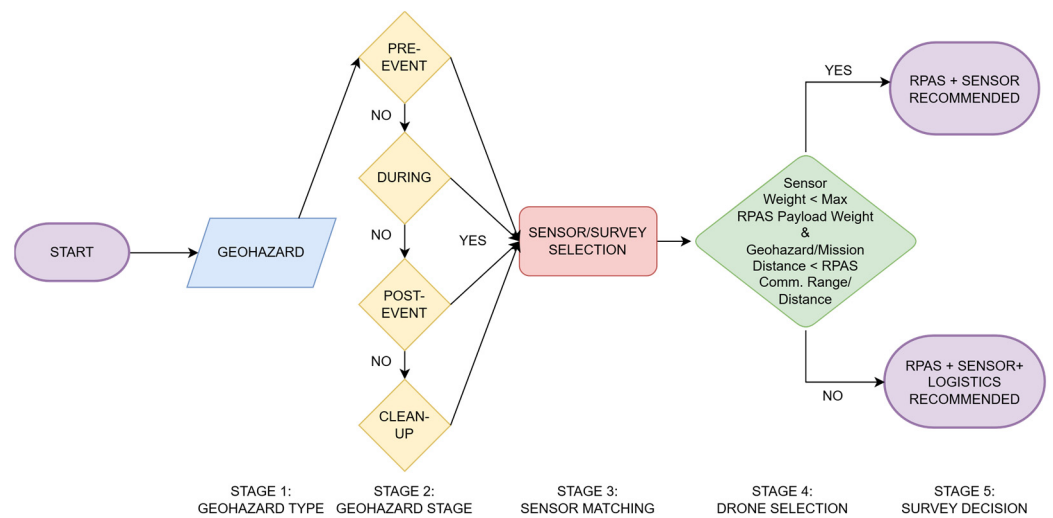 START
GEOHAZARD
PRE-
EVENT
NO
DURING
NO
POST-
EVENT
NO
CLEAN-
UP
YES
SENSOR/SURVEY
SELECTION
Sensor
Weight < Max
RPAS Payload Weight
&
Geohazard/Mission
Distance < RPAS
Comm. Range/
Distance
YES
RPAS + SENSOR
RECOMMENDED
NO
RPAS + SENSOR+
LOGISTICS
RECOMMENDED
STAGE 1:
GEOHAZARD TYPE
STAGE 2:
GEOHAZARD STAGE
STAGE 3:
SENSOR MATCHING
STAGE 4:
DRONE SELECTION
STAGE 5:
SURVEY DECISION